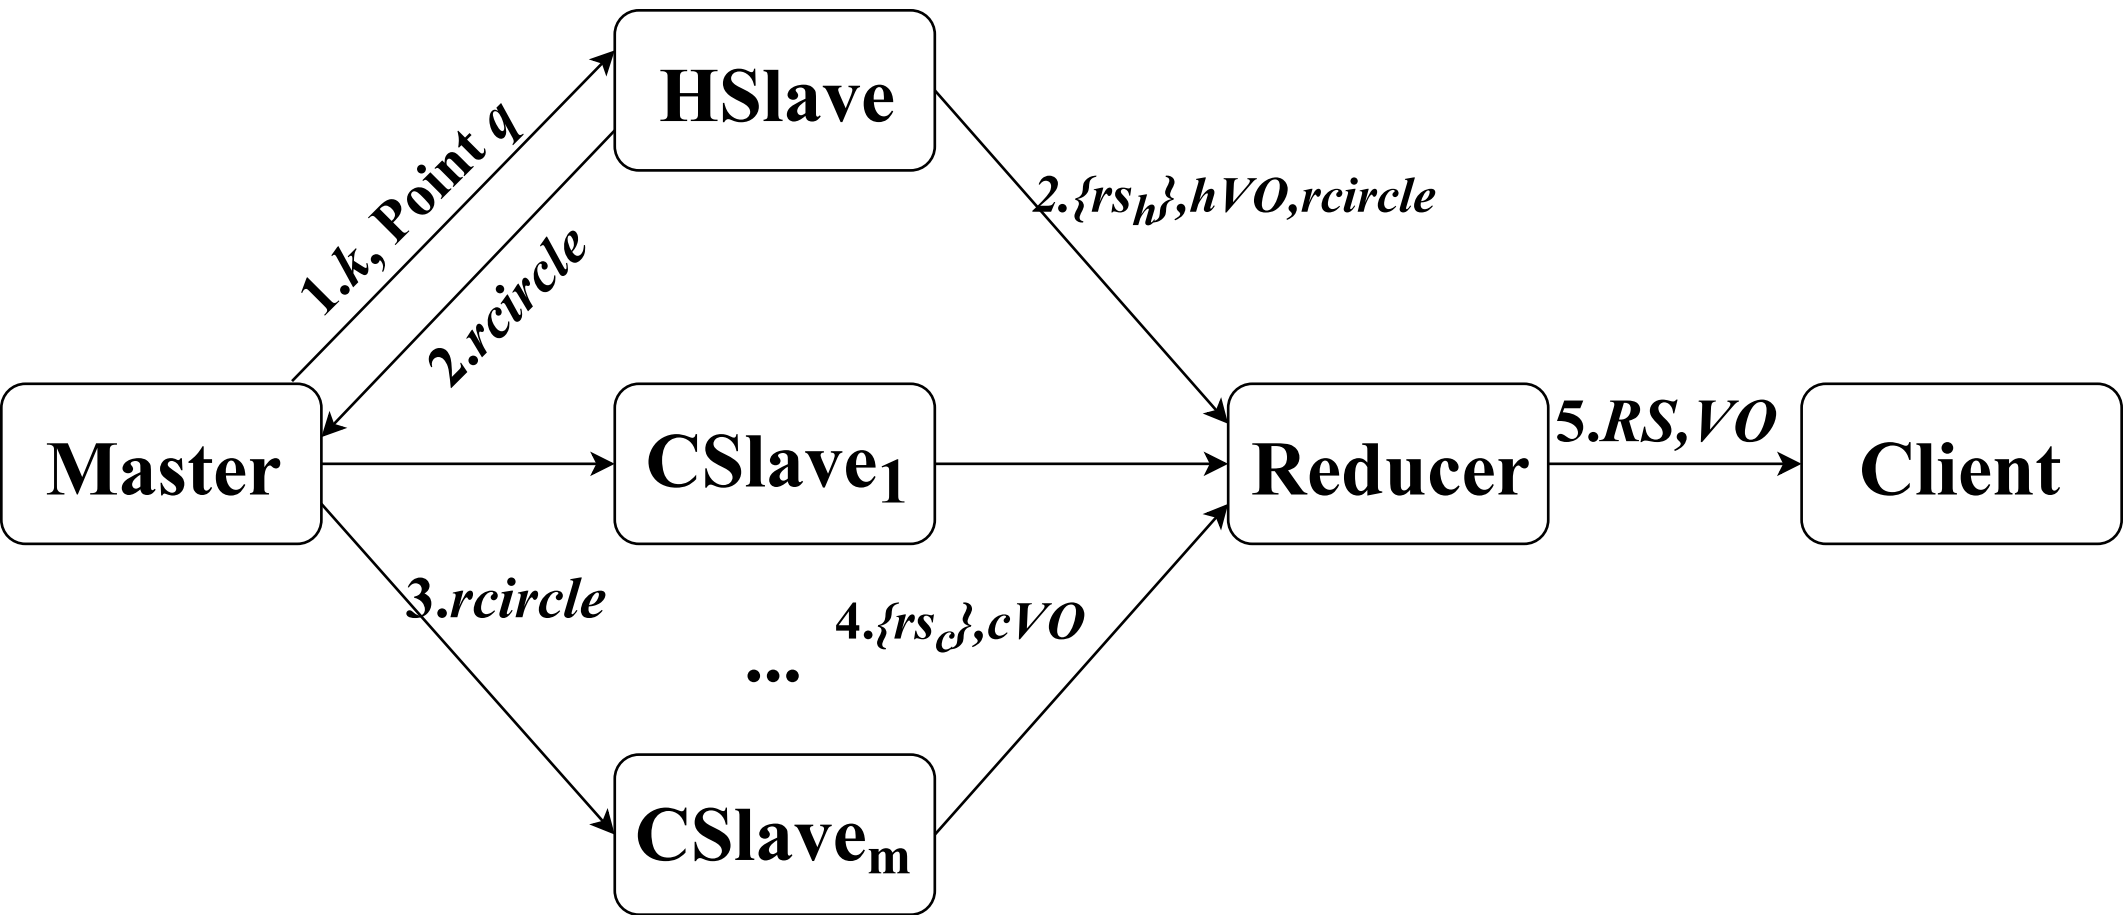 HSlave
1.k, Point q
2.rcircle
2.{rsh},hVO,rcircle
Master
CSlave1
Reducer
5.RS,VO
Client
3.rcircle
4.{rsc},cVO
...
CSlavem